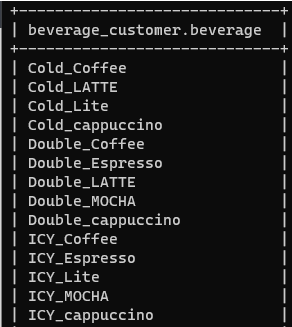 +-----------------------------+
| beverage_customer.beverage |
+-----------------------------+
| Cold_Coffee |
| Cold_LATTE |
| Cold_Lite |
| Cold_cappuccino |
| Double_Coffee |
| Double_Espresso |
| Double_LATTE |
| Double_MOCHA |
| Double_cappuccino |
| ICY_Coffee |
| ICY_Espresso |
| ICY_Lite |
| ICY_MOCHA |
| ICY_cappuccino |